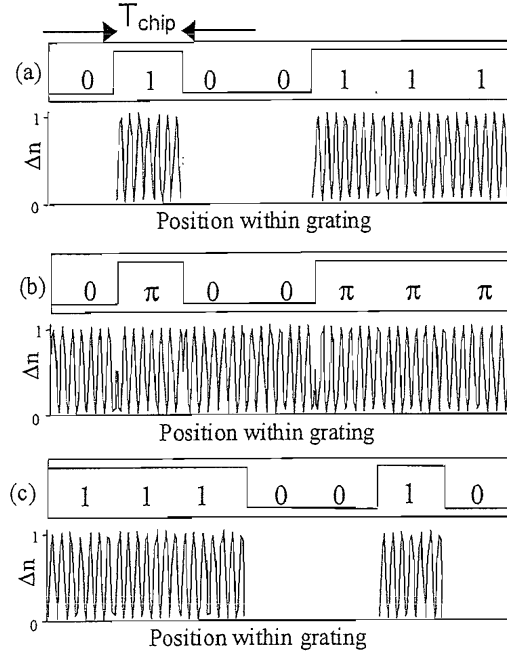 Tchip
(a) 0 1 0 0 1 1 1
1
Δn
0
Position within grating
(b) 0 π 0 0 π π π
1
Δn
0
Position within grating
(c) 1 1 1 0 0 1 0
1
Δn
0
Position within grating